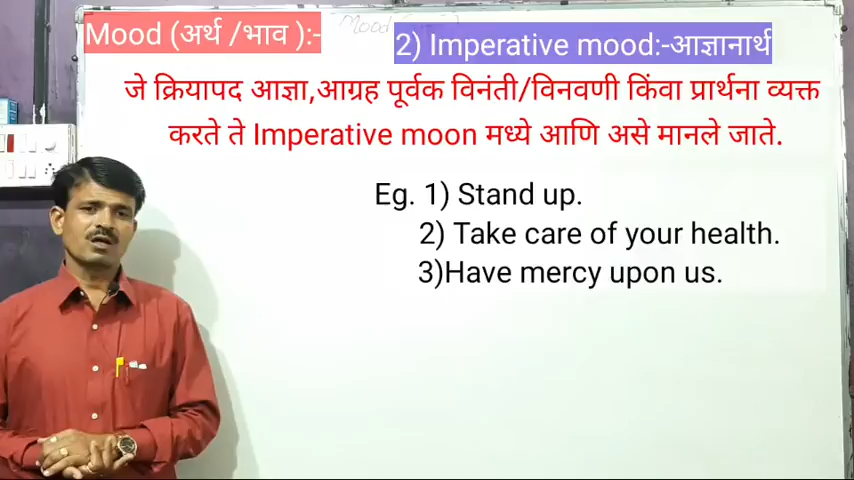 Mood (अर्थ /भाव ):-
Mood
2) Imperative mood:-आज्ञानार्थ
जे क्रियापद आज्ञा,आग्रह पूर्वक विनंती/विनवणी किंवा प्रार्थना व्यक्त
करते ते Imperative moon मध्ये आणि असे मानले जाते.
Eg. 1) Stand up.
2) Take care of your health.
3)Have mercy upon us.